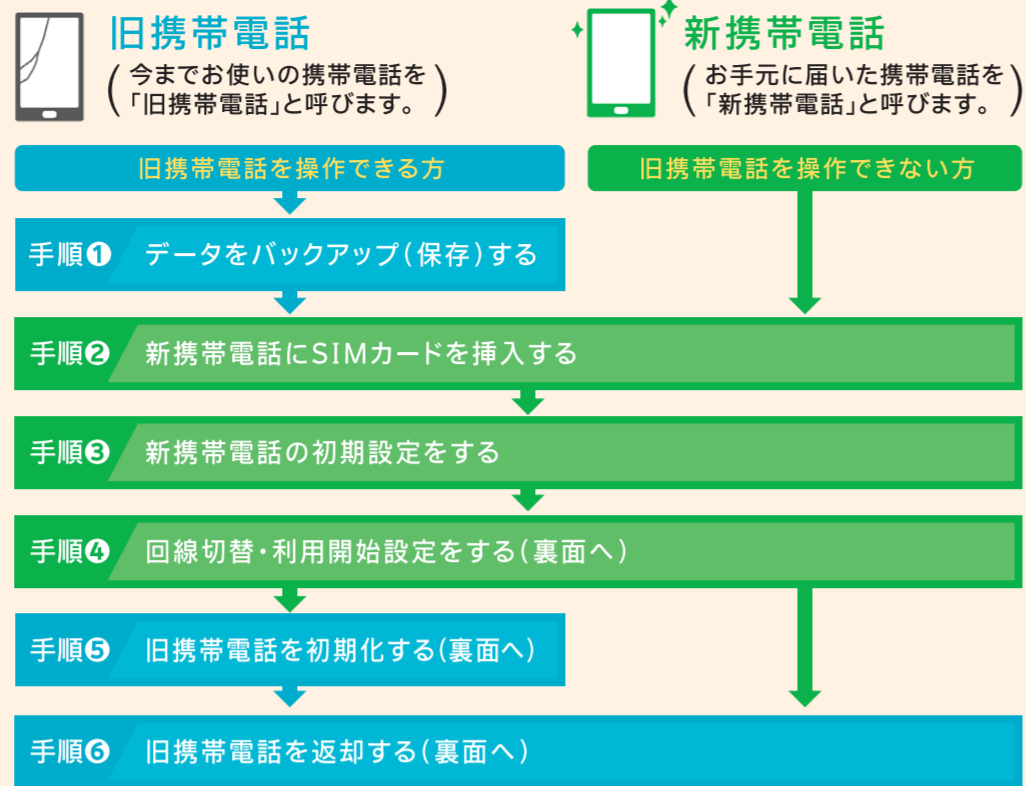 旧携帯電話
(今までお使いの携帯電話を
「旧携帯電話」と呼びます。)
新携帯電話
(お手元に届いた携帯電話を
「新携帯電話」と呼びます。)
旧携帯電話を操作できる方
旧携帯電話を操作できない方
手順❶ データをバックアップ(保存)する
手順❷ 新携帯電話にSIMカードを挿入する
手順❸ 新携帯電話の初期設定をする
手順❹ 回線切替・利用開始設定をする(裏面へ)
手順❺ 旧携帯電話を初期化する(裏面へ)
手順❻ 旧携帯電話を返却する(裏面へ)